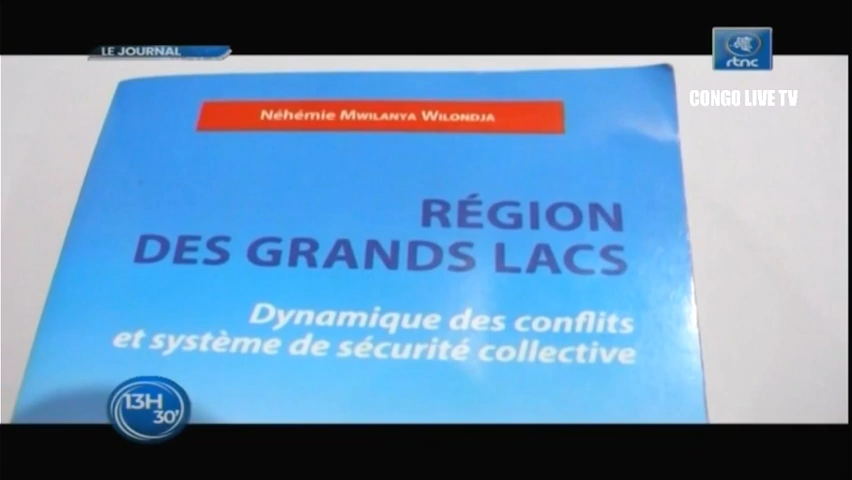 LE JOURNAL
rtnc
CONGO LIVE TV
Néhémie MWILANYA WILONDJA
RÉGION
DES GRANDS LACS
Dynamique des conflits
et système de sécurité collective
13H
30'